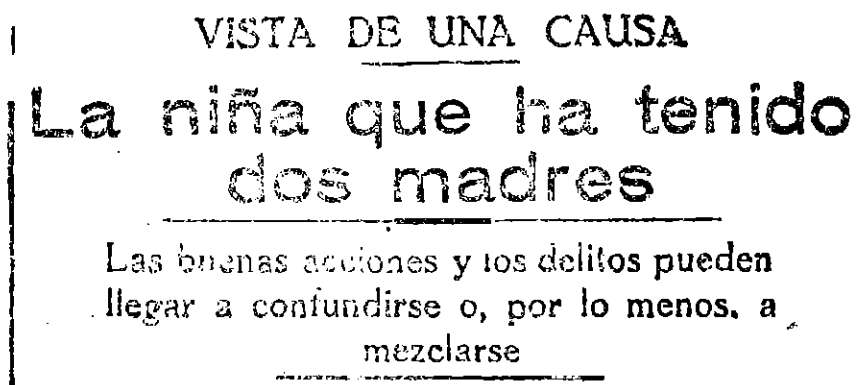 VISTA DE UNA CAUSA
La niña que ha tenido
dos madres
Las buenas acciones y los delitos pueden
llegar a confundirse o, por lo menos, a
mezclarse